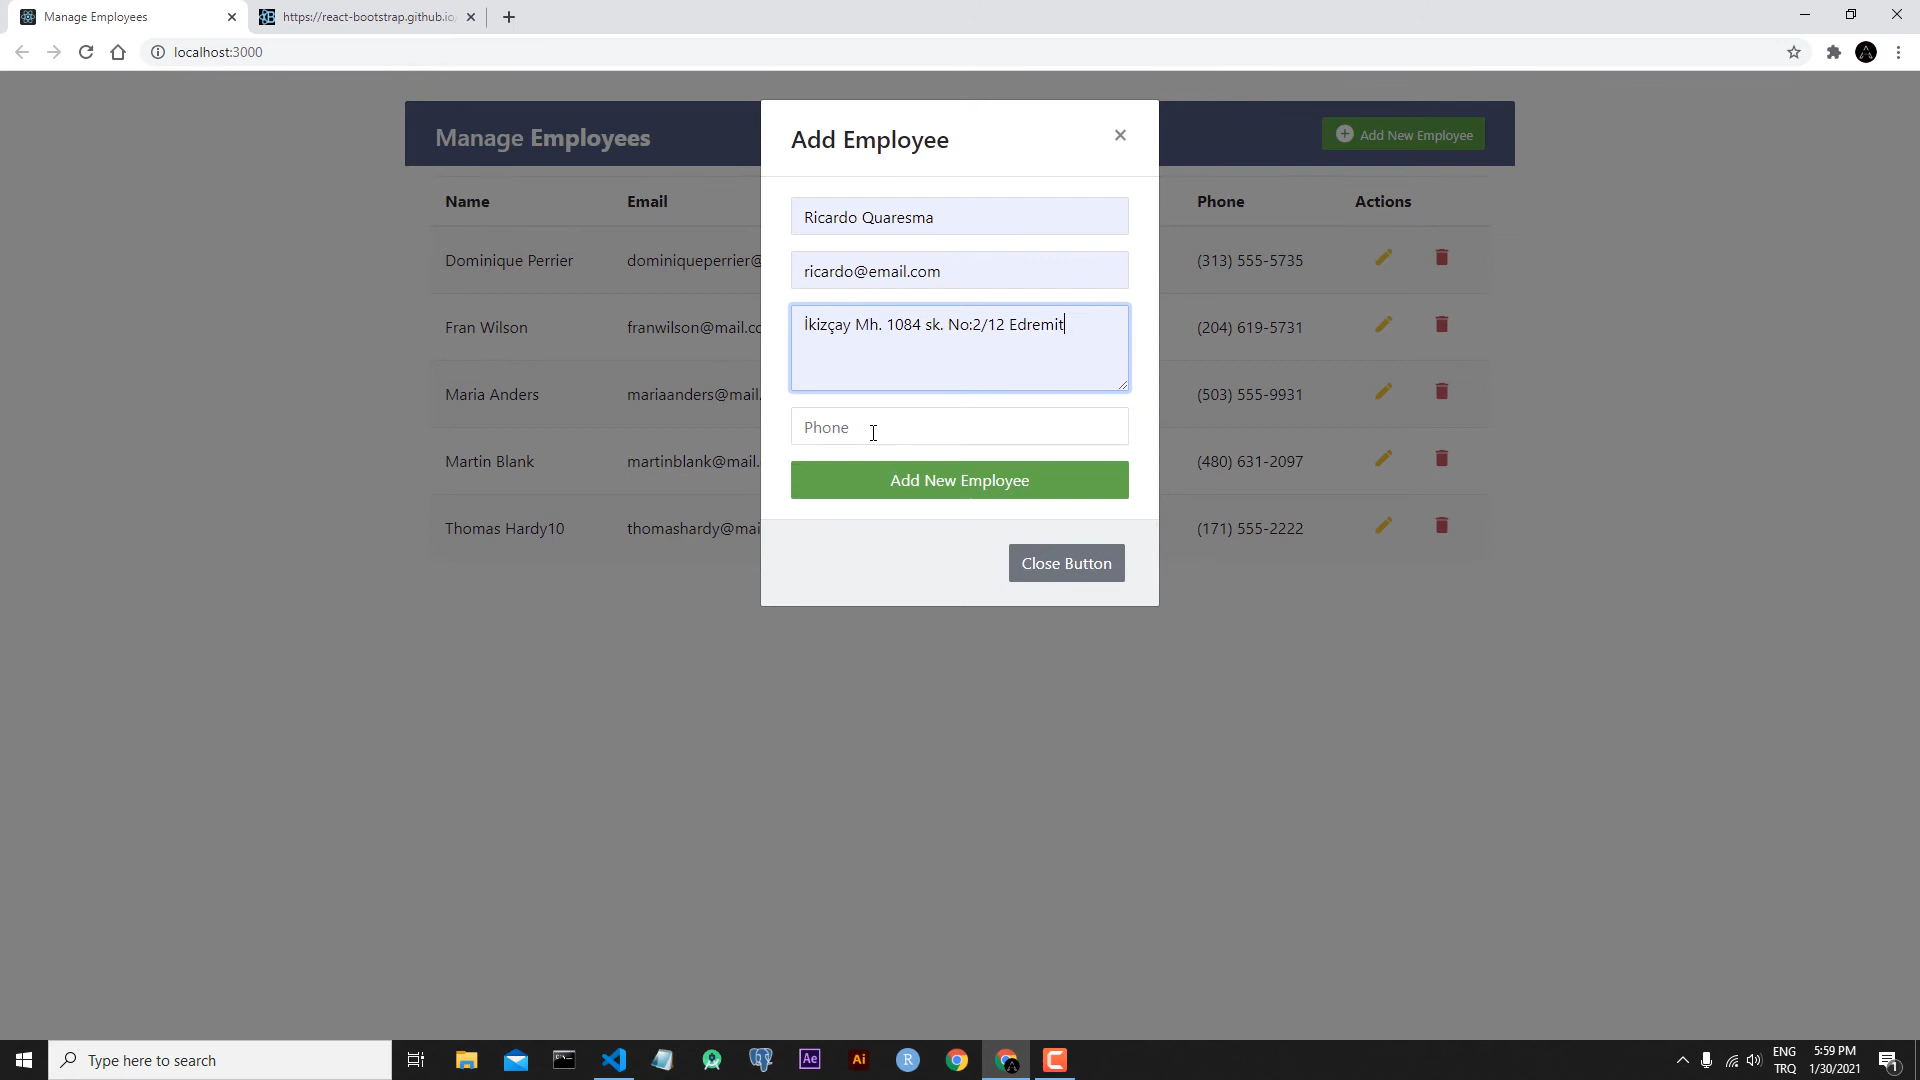 Manage Employees
https://react-bootstrap.github.io
localhost:3000
Manage Employees
Add New Employee
Add Employee
Name Email Phone Actions
Ricardo Quaresma
ricardo@email.com
İkizçay Mh. 1084 sk. No:2/12 Edremit
Phone
Add New Employee
Close Button
Dominique Perrier dominiqueperrier@ (313) 555-5735
Fran Wilson franwilson@mail.co (204) 619-5731
Maria Anders mariaanders@mail. (503) 555-9931
Martin Blank martinblank@mail. (480) 631-2097
Thomas Hardy10 thomashardy@mai (171) 555-2222
Type here to search
Ae
Ai
R
ENG
TRQ
5:59 PM
1/30/2021
1